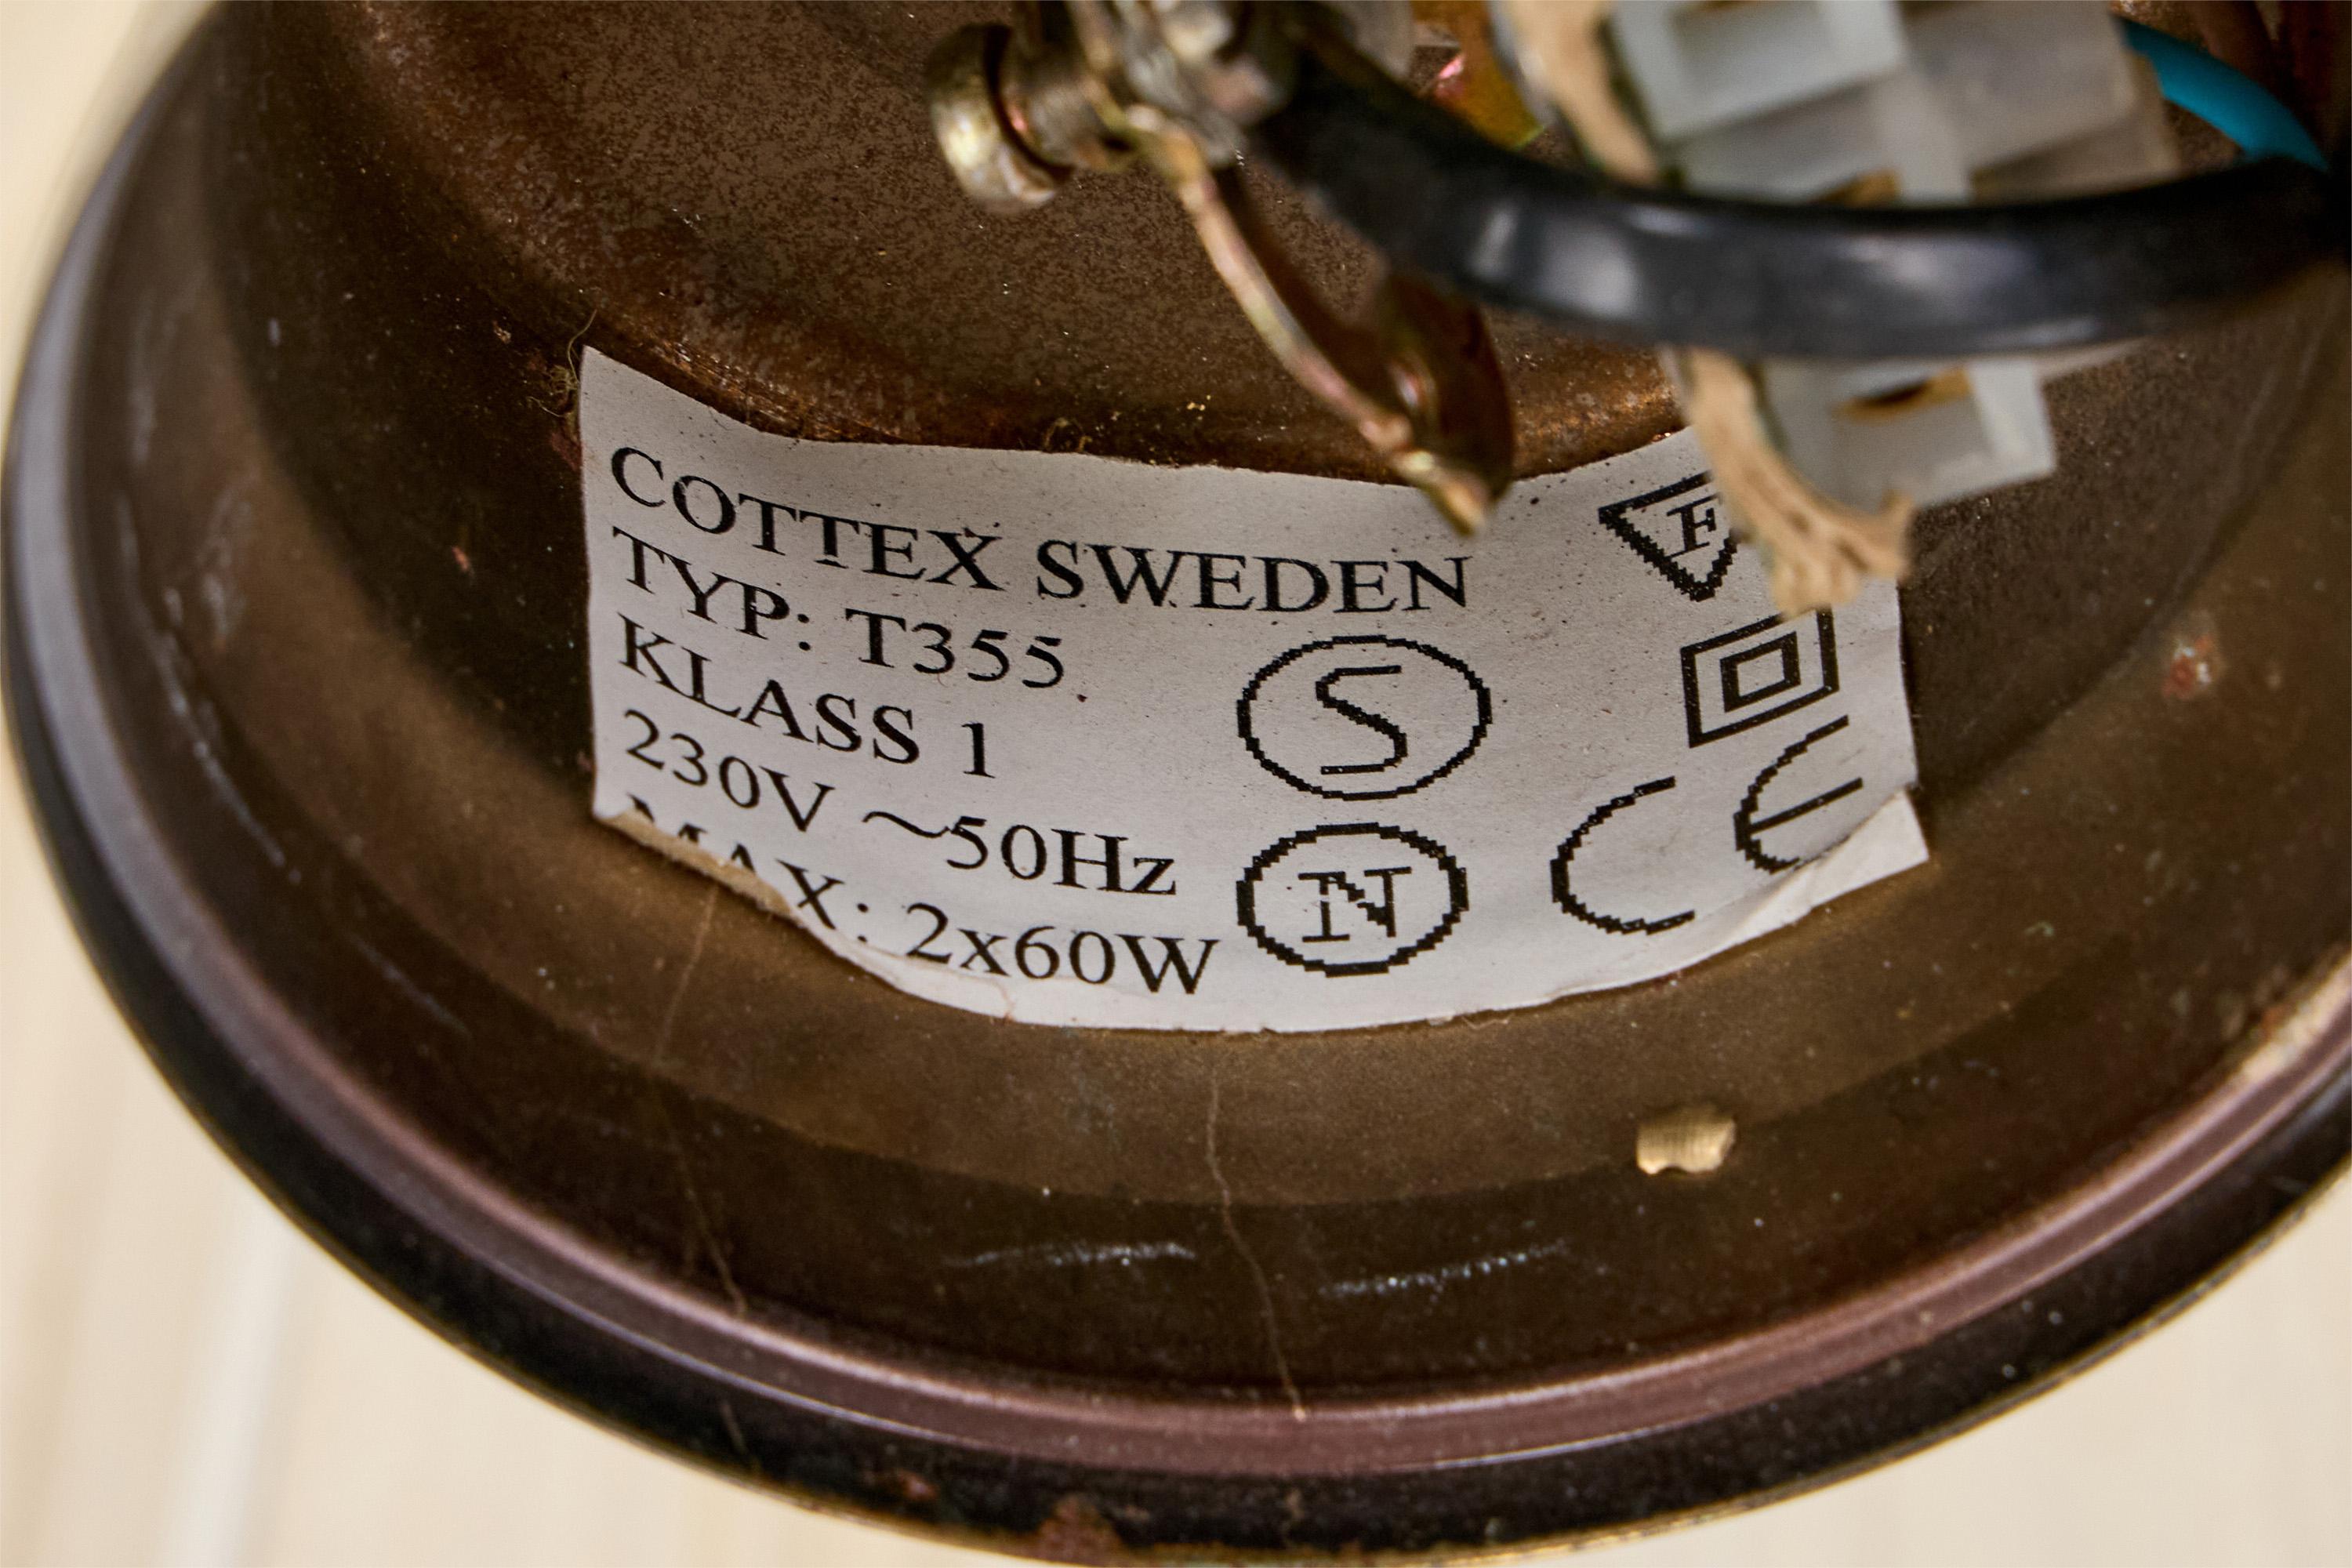 COTTEX SWEDEN
TYP: T355
KLASS 1
230V ~50Hz
MAX: 2x60W
F
S
N
CE